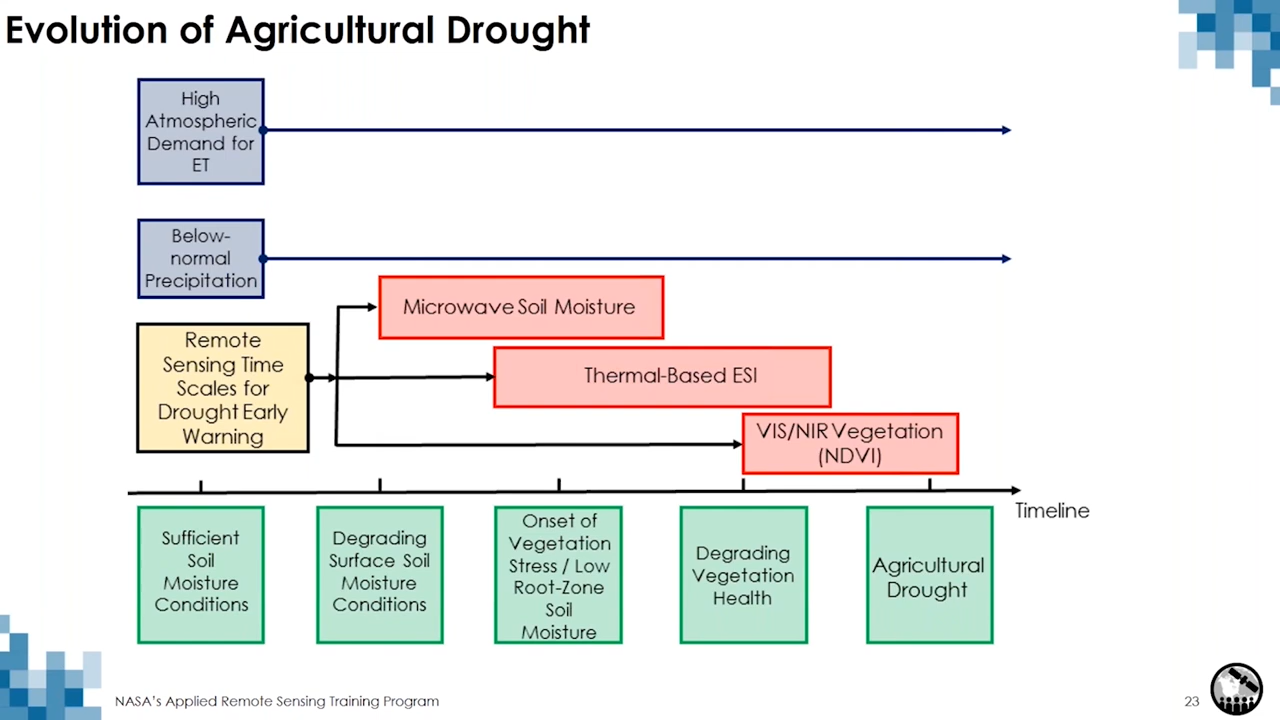 Evolution of Agricultural Drought
High
Atmospheric
Demand for
ET
Below-
normal
Precipitation
Microwave Soil Moisture
Remote
Sensing Time
Scales for
Drought Early
Warning
Thermal-Based ESI
VIS/NIR Vegetation
(NDVI)
Timeline
Sufficient
Soil
Moisture
Conditions
Degrading
Surface Soil
Moisture
Conditions
Onset of
Vegetation
Stress / Low
Root-Zone
Soil
Moisture
Degrading
Vegetation
Health
Agricultural
Drought
NASA's Applied Remote Sensing Training Program
23